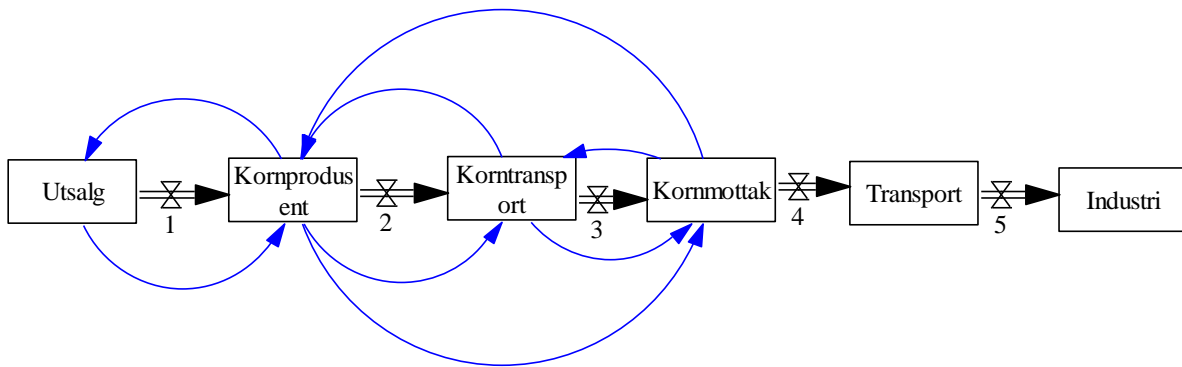 Utsalg
1
Kornprodus
ent
2
Korntransp
ort
3
Kornmottak
4
Transport
5
Industri